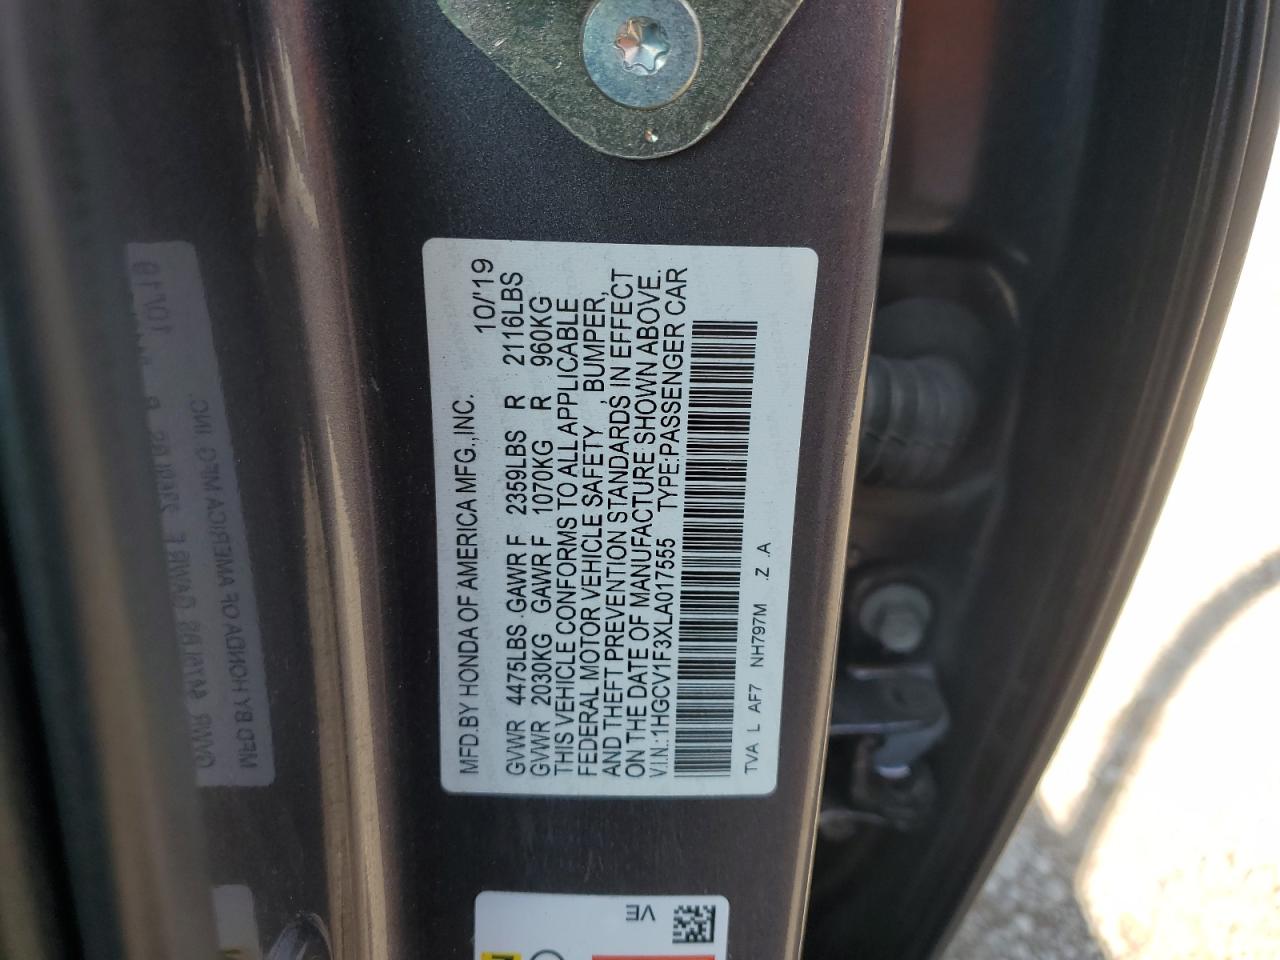 MFD.BY HONDA OF AMERICA MFG.,INC. 10/'19
GVWR 4475LBS GAWR F 2359LBS R 2116LBS
GVWR 2030KG GAWR F 1070KG R 960KG
THIS VEHICLE CONFORMS TO ALL APPLICABLE
FEDERAL MOTOR VEHICLE SAFETY , BUMPER,
AND THEFT PREVENTION STANDARDS IN EFFECT
ON THE DATE OF MANUFACTURE SHOWN ABOVE.
V.I.N.:1HGCV1F3XLA017555 TYPE:PASSENGER CAR
TVA L AF7 NH797M .Z .A
VE